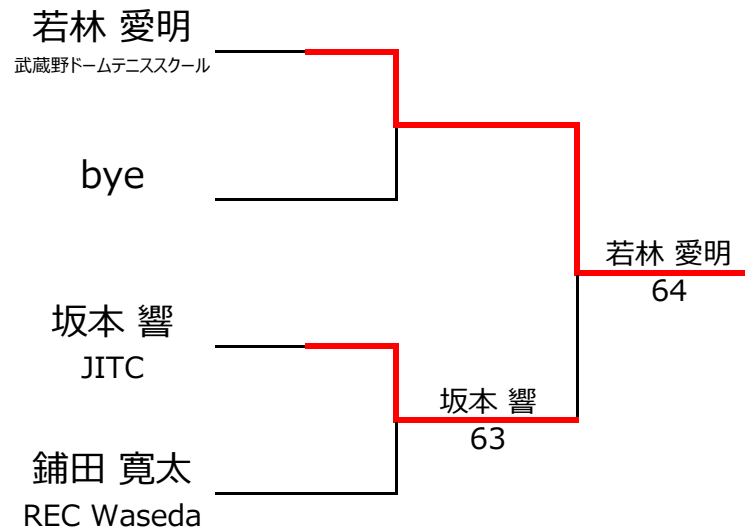 若林 愛明
武蔵野ドームテニススクール
bye
若林 愛明
64
坂本 響
JITC
坂本 響
63
鋪田 寛太
REC Waseda